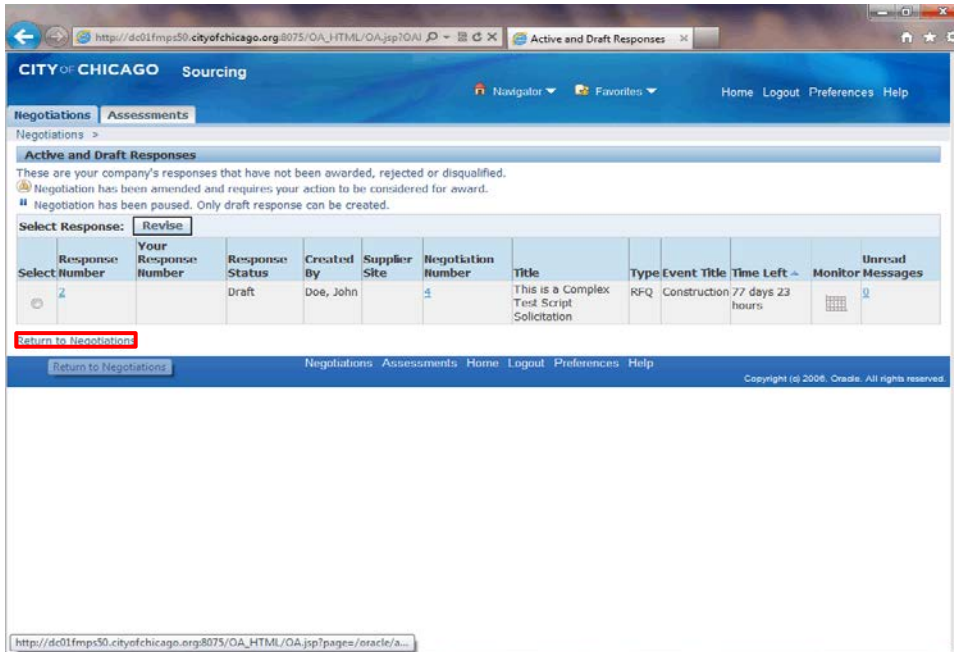 http://dc01fmps50.cityofchicago.org:8075/OA_HTML/OA.jsp?OAI
Active and Draft Responses
CITY OF CHICAGO Sourcing
Navigator Favorites Home Logout Preferences Help
Negotiations Assessments
Negotiations >
Active and Draft Responses
These are your company's responses that have not been awarded, rejected or disqualified.
Negotiation has been amended and requires your action to be considered for award.
Negotiation has been paused. Only draft response can be created.
Select Response: Revise
Select Response Number Your Response Number Response Status Created By Supplier Site Negotiation Number Title Type Event Title Time Left Monitor Unread Messages
2 Draft Doe, John 4 This is a Complex Test Script Solicitation RFQ Construction 77 days 23 hours 0
Return to Negotiations
Return to Negotiations
Negotiations Assessments Home Logout Preferences Help
Copyright (c) 2006, Oracle. All rights reserved.
http://dc01fmps50.cityofchicago.org:8075/OA_HTML/OA.jsp?page=/oracle/a...